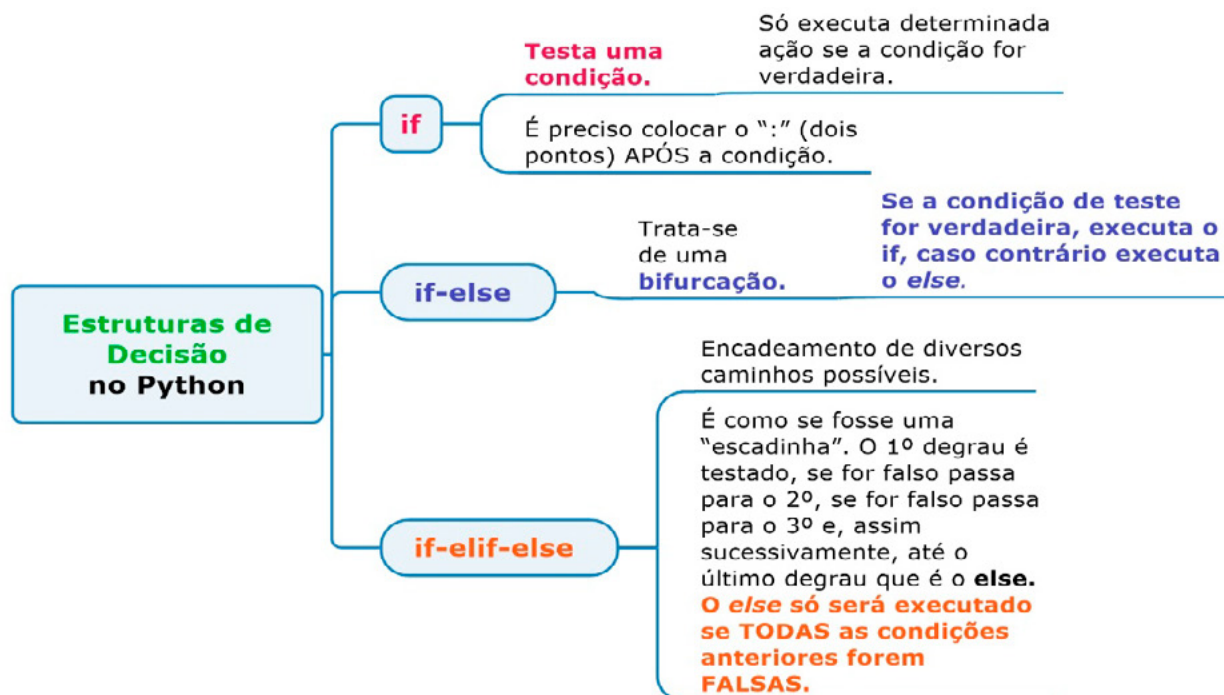 Estruturas de
Decisão
no Python
if
Testa uma
condição.
Só executa determinada
ação se a condição for
verdadeira.
É preciso colocar o “:” (dois
pontos) APÓS a condição.
if-else
Trata-se
de uma
bifurcação.
Se a condição de teste
for verdadeira, executa o
if, caso contrário executa
o else.
if-elif-else
Encadeamento de diversos
caminhos possíveis.
É como se fosse uma
“escadinha”. O 1º degrau é
testado, se for falso passa
para o 2º, se for falso passa
para o 3º e, assim
sucessivamente, até o
último degrau que é o else.
O else só será executado
se TODAS as condições
anteriores forem
FALSAS.